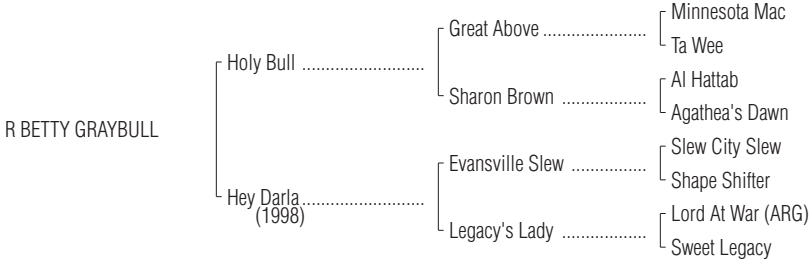 Minnesota Mac
Great Above ......................
Ta Wee
Holy Bull ..........................
Al Hattab
Sharon Brown ..................
Agathea's Dawn
R BETTY GRAYBULL
Slew City Slew
Evansville Slew ................
Shape Shifter
Hey Darla..........................
(1998)
Lord At War (ARG)
Legacy's Lady ..................
Sweet Legacy